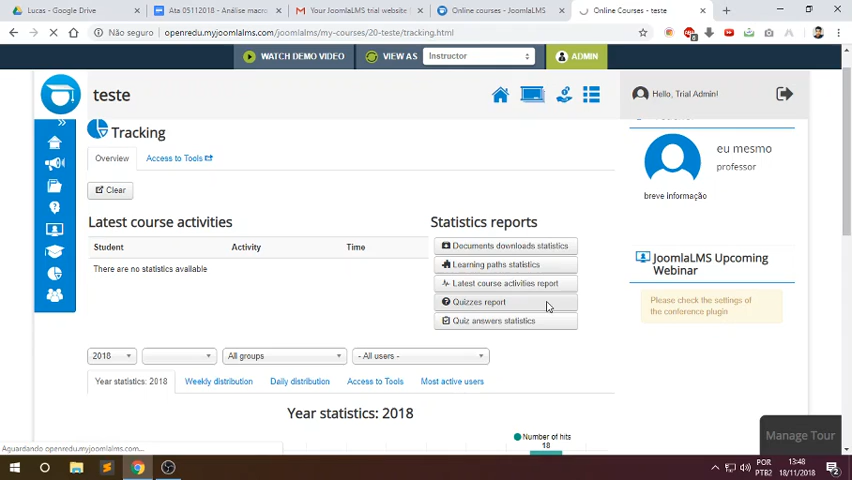 Lucas - Google Drive
Ata 05112018 - Análise macro
Your JoomlaLMS trial website
Online courses - JoomlaLMS
Online Courses - teste
Não seguro
openredu.myjoomlalms.com/joomlalms/my-courses/20-teste/tracking.html
WATCH DEMO VIDEO
VIEW AS
Instructor
ADMIN
teste
Hello, Trial Admin!
Tracking
Overview
Access to Tools
Clear
eu mesmo
professor
breve informação
Latest course activities
Student
Activity
Time
There are no statistics available
Statistics reports
Documents downloads statistics
Learning paths statistics
Latest course activities report
Quizzes report
Quiz answers statistics
JoomlaLMS Upcoming
Webinar
Please check the settings of
the conference plugin
2018
All groups
- All users -
Year statistics: 2018
Weekly distribution
Daily distribution
Access to Tools
Most active users
Year statistics: 2018
Number of hits
18
Manage Tour
Aguardando openredu.myjoomlalms.com...
POR
PTB2
13:48
18/11/2018
2